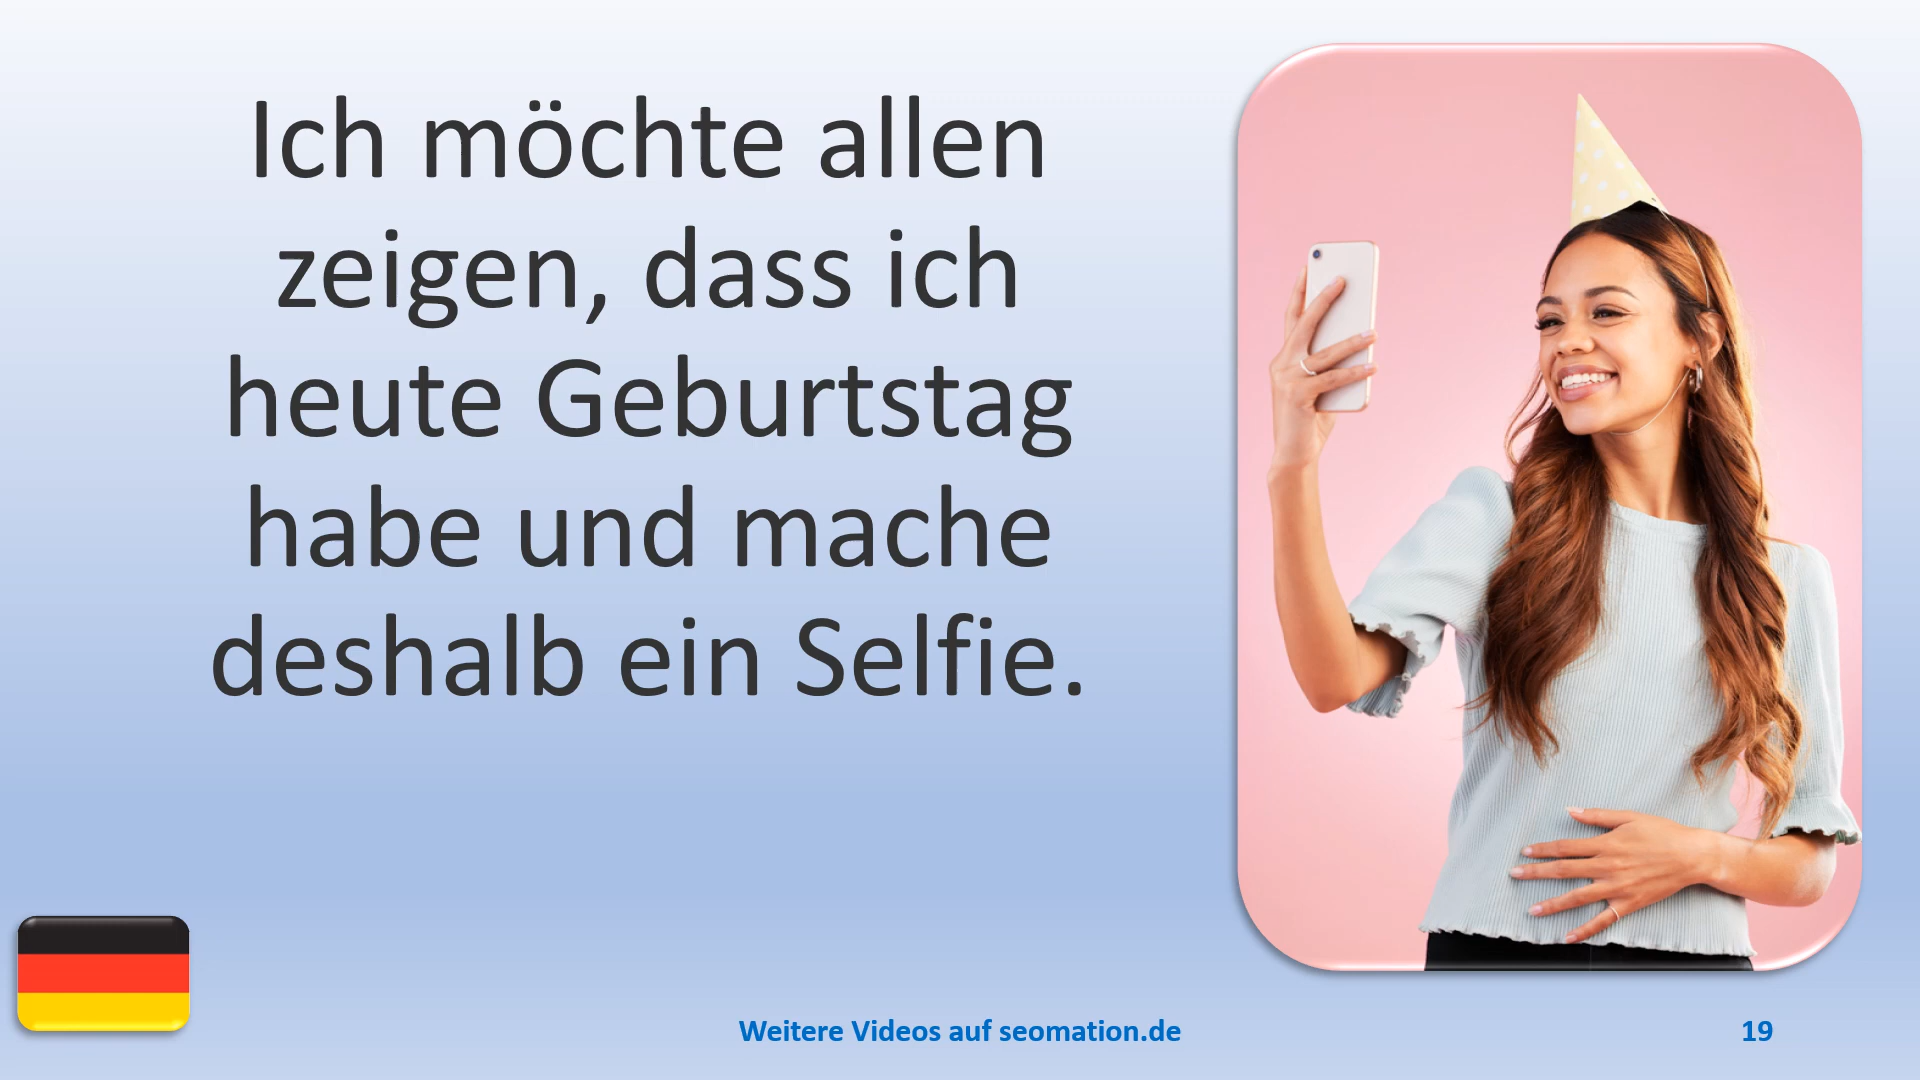 Ich möchte allen
zeigen, dass ich
heute Geburtstag
habe und mache
deshalb ein Selfie.
Weitere Videos auf seomation.de
19